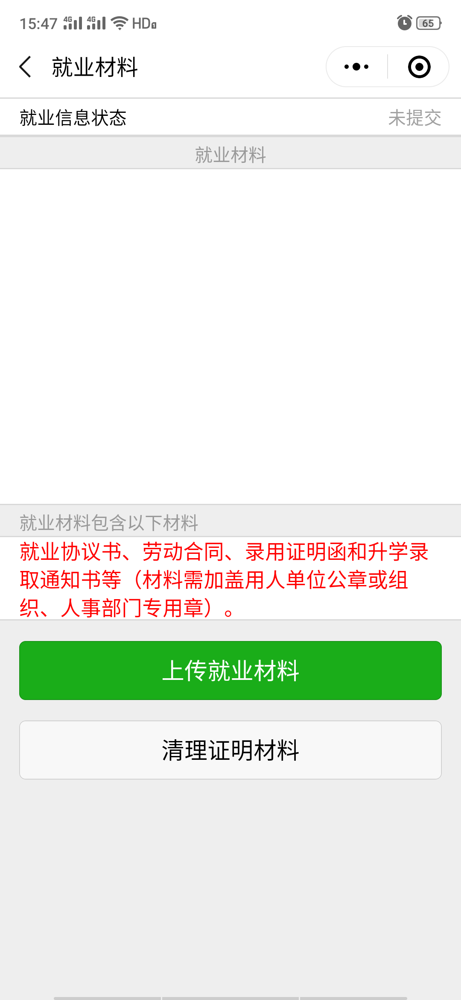 15:47 4G 4G HD1 65
就业材料
就业信息状态 未提交
就业材料
就业材料包含以下材料
就业协议书、劳动合同、录用证明函和升学录
取通知书等（材料需加盖用人单位公章或组
织、人事部门专用章）。
上传就业材料
清理证明材料